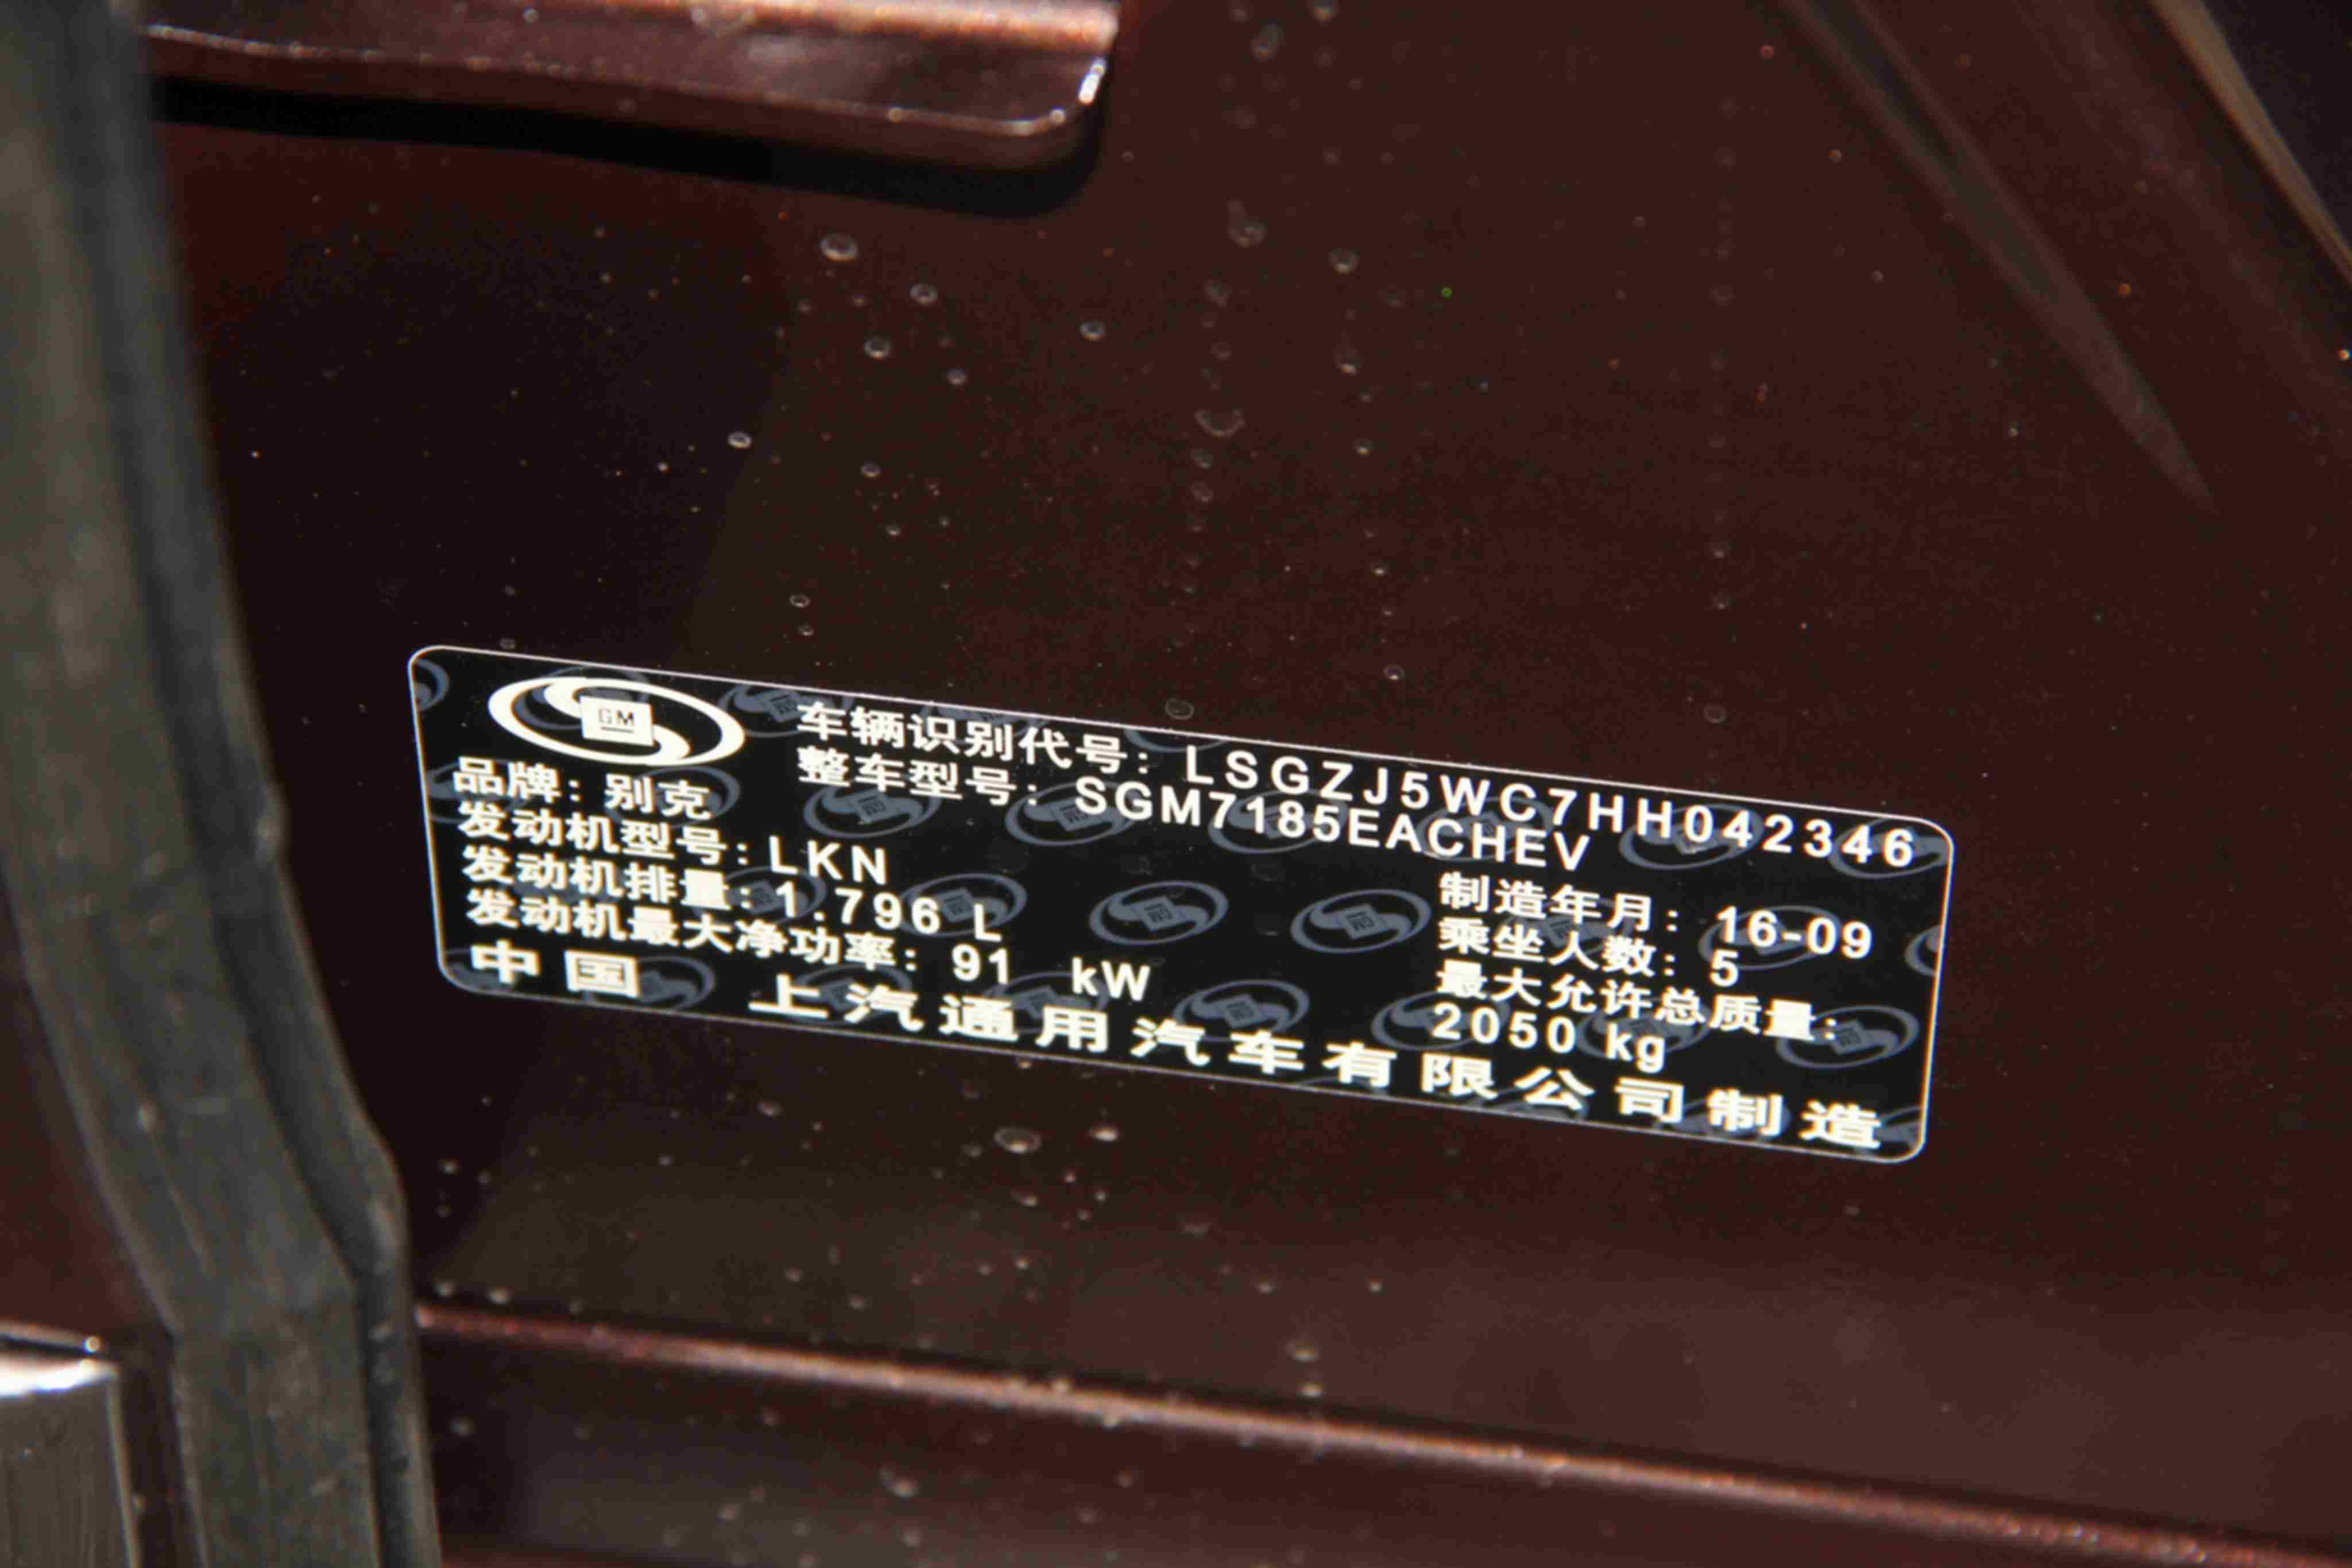 GM
车辆识别代号: LSGZJ5WC7HH042346
整车型号: SGM7185EACHEV
品牌: 别克
发动机型号: LKN
发动机排量: 1.796 L
发动机最大净功率: 91 kW
制造年月: 16-09
乘坐人数: 5
最大允许总质量:
2050 kg
中国 上汽通用汽车有限公司制造